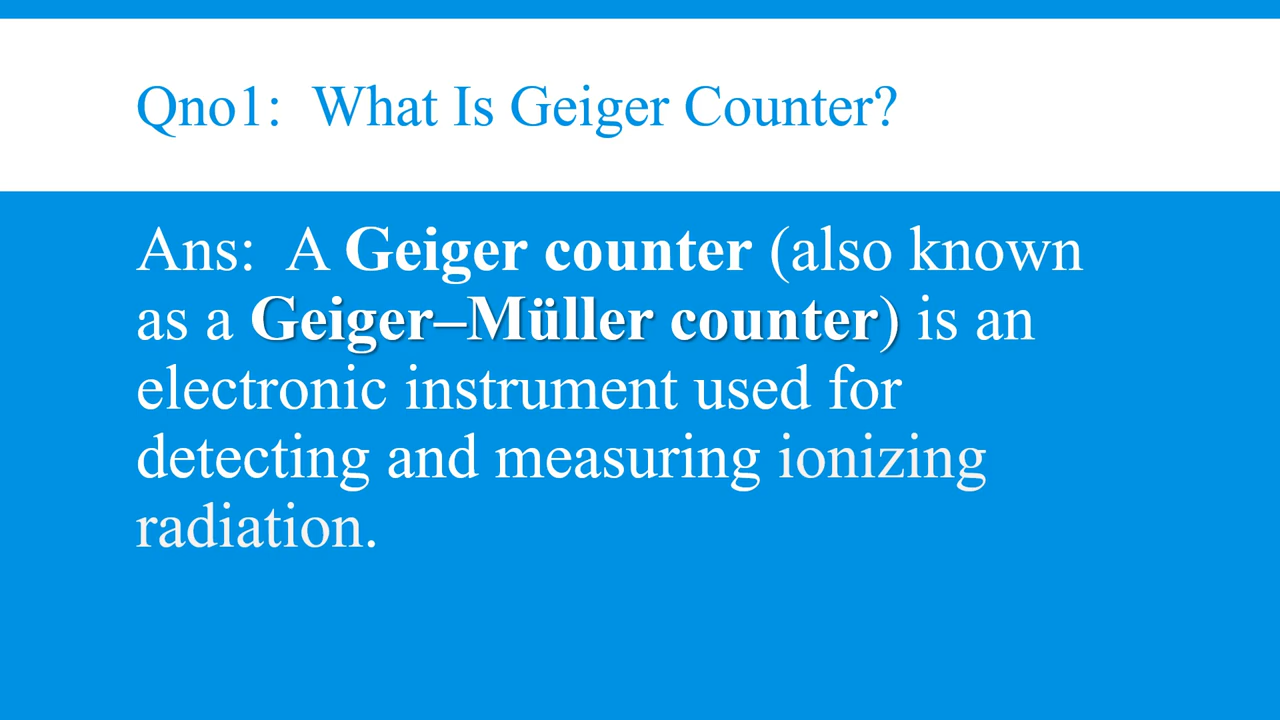 Qno1:  What Is Geiger Counter?
Ans:  A Geiger counter (also known
as a Geiger–Müller counter) is an
electronic instrument used for
detecting and measuring ionizing
radiation.